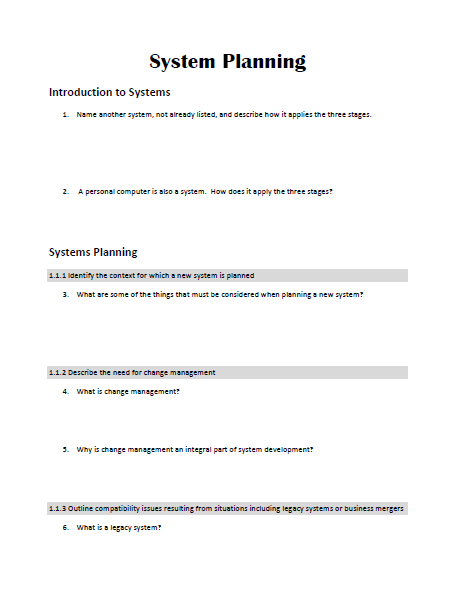 System Planning
Introduction to Systems
1. Name another system, not already listed, and describe how it applies the three stages.
2. A personal computer is also a system. How does it apply the three stages?
Systems Planning
1.1.1 Identify the context for which a new system is planned
3. What are some of the things that must be considered when planning a new system?
1.1.2 Describe the need for change management
4. What is change management?
5. Why is change management an integral part of system development?
1.1.3 Outline compatibility issues resulting from situations including legacy systems or business mergers
6. What is a legacy system?